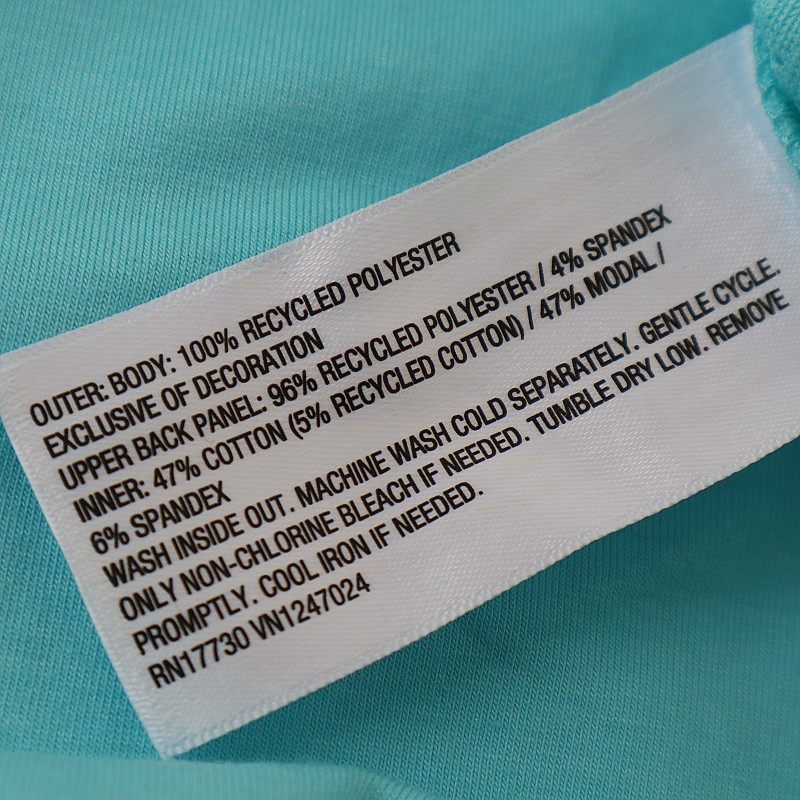 OUTER: BODY: 100% RECYCLED POLYESTER
EXCLUSIVE OF DECORATION
UPPER BACK PANEL: 96% RECYCLED POLYESTER / 4% SPANDEX
INNER: 47% COTTON (5% RECYCLED COTTON) / 47% MODAL /
6% SPANDEX
WASH INSIDE OUT. MACHINE WASH COLD SEPARATELY. GENTLE CYCLE.
ONLY NON-CHLORINE BLEACH IF NEEDED. TUMBLE DRY LOW. REMOVE
PROMPTLY. COOL IRON IF NEEDED.
RN17730 VN1247024